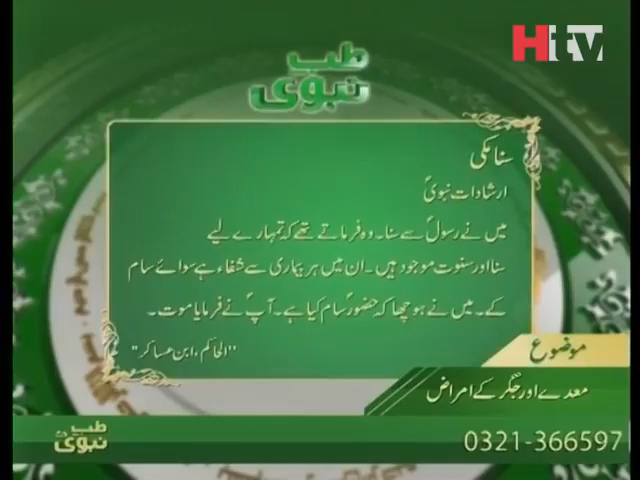 Hitv
طب
نبوی
سنا مکی
ارشادات نبویؐ
میں نے رسولؐ سے سنا۔ وہ فرماتے تھے کہ تمہارے لیے
سنا اور سنوت موجود ہیں۔ ان میں ہر بیماری سے شفاء ہے سوائے سام
کے۔ میں نے پوچھا کہ حضورؐ سام کیا ہے۔ آپؐ نے فرمایا موت۔
"الحاکم، ابن عساکر"
موضوع
معدے اور جگر کے امراض
طب
نبوی
0321-366597